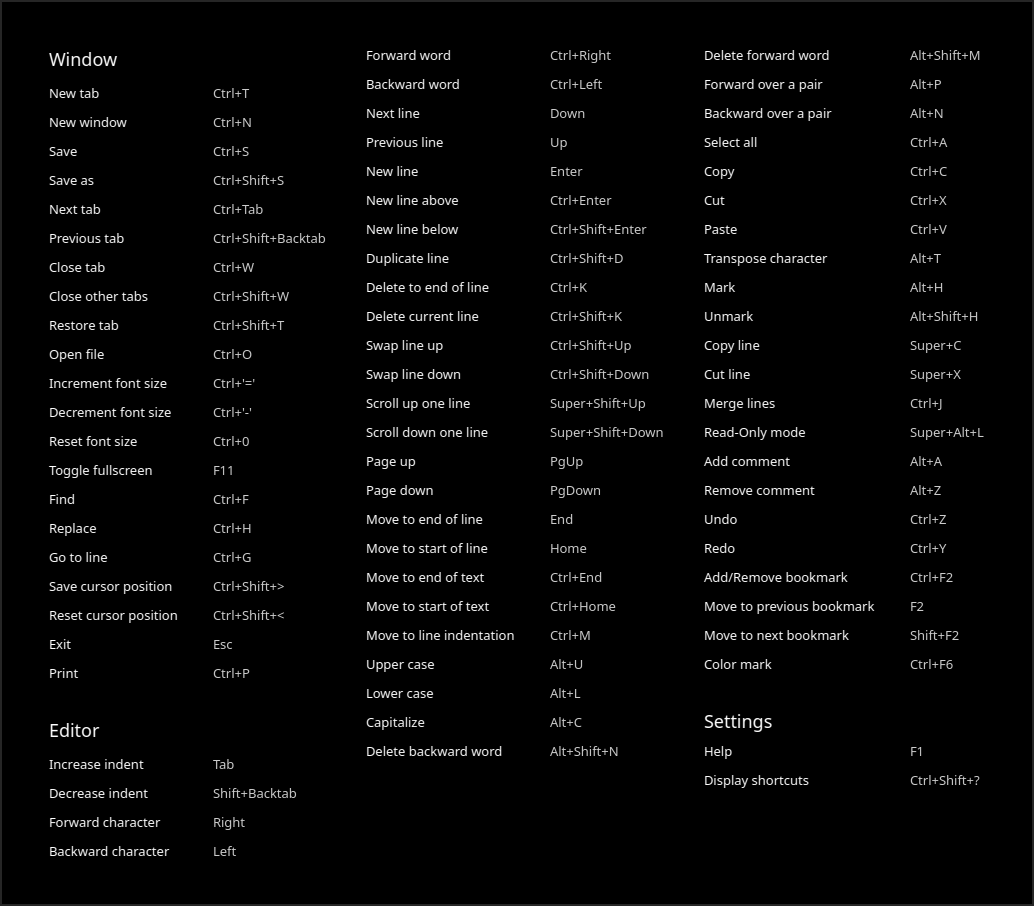 Window
New tab Ctrl+T
New window Ctrl+N
Save Ctrl+S
Save as Ctrl+Shift+S
Next tab Ctrl+Tab
Previous tab Ctrl+Shift+Backtab
Close tab Ctrl+W
Close other tabs Ctrl+Shift+W
Restore tab Ctrl+Shift+T
Open file Ctrl+O
Increment font size Ctrl+'='
Decrement font size Ctrl+'-'
Reset font size Ctrl+0
Toggle fullscreen F11
Find Ctrl+F
Replace Ctrl+H
Go to line Ctrl+G
Save cursor position Ctrl+Shift+>
Reset cursor position Ctrl+Shift+<
Exit Esc
Print Ctrl+P
Editor
Increase indent Tab
Decrease indent Shift+Backtab
Forward character Right
Backward character Left
Forward word Ctrl+Right
Backward word Ctrl+Left
Next line Down
Previous line Up
New line Enter
New line above Ctrl+Enter
New line below Ctrl+Shift+Enter
Duplicate line Ctrl+Shift+D
Delete to end of line Ctrl+K
Delete current line Ctrl+Shift+K
Swap line up Ctrl+Shift+Up
Swap line down Ctrl+Shift+Down
Scroll up one line Super+Shift+Up
Scroll down one line Super+Shift+Down
Page up PgUp
Page down PgDown
Move to end of line End
Move to start of line Home
Move to end of text Ctrl+End
Move to start of text Ctrl+Home
Move to line indentation Ctrl+M
Upper case Alt+U
Lower case Alt+L
Capitalize Alt+C
Delete backward word Alt+Shift+N
Delete forward word Alt+Shift+M
Forward over a pair Alt+P
Backward over a pair Alt+N
Select all Ctrl+A
Copy Ctrl+C
Cut Ctrl+X
Paste Ctrl+V
Transpose character Alt+T
Mark Alt+H
Unmark Alt+Shift+H
Copy line Super+C
Cut line Super+X
Merge lines Ctrl+J
Read-Only mode Super+Alt+L
Add comment Alt+A
Remove comment Alt+Z
Undo Ctrl+Z
Redo Ctrl+Y
Add/Remove bookmark Ctrl+F2
Move to previous bookmark F2
Move to next bookmark Shift+F2
Color mark Ctrl+F6
Settings
Help F1
Display shortcuts Ctrl+Shift+?